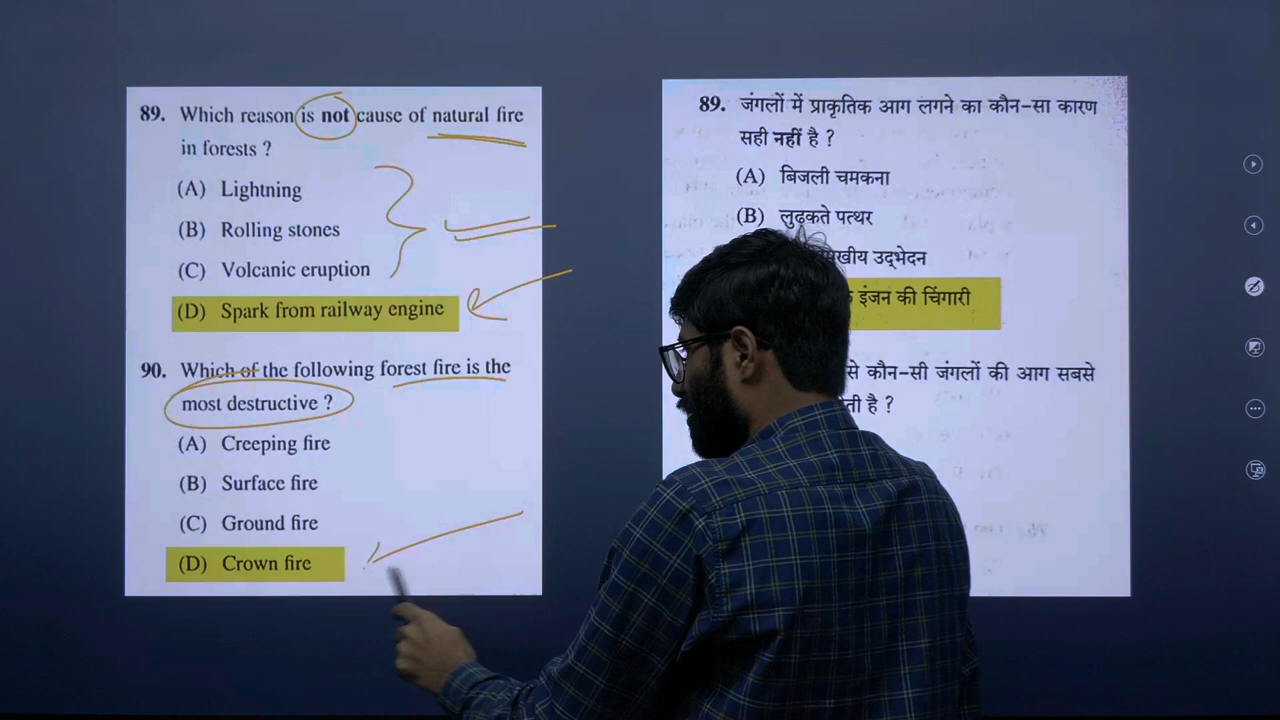 89. Which reason is not cause of natural fire
in forests ?
(A) Lightning
(B) Rolling stones
(C) Volcanic eruption
(D) Spark from railway engine
90. Which of the following forest fire is the
most destructive ?
(A) Creeping fire
(B) Surface fire
(C) Ground fire
(D) Crown fire
89. जंगलों में प्राकृतिक आग लगने का कौन-सा कारण
सही नहीं है ?
(A) बिजली चमकना
(B) लुढ़कते पत्थर
उद्भेदन
इंजन की चिंगारी
से कौन-सी जंगलों की आग सबसे
है ?